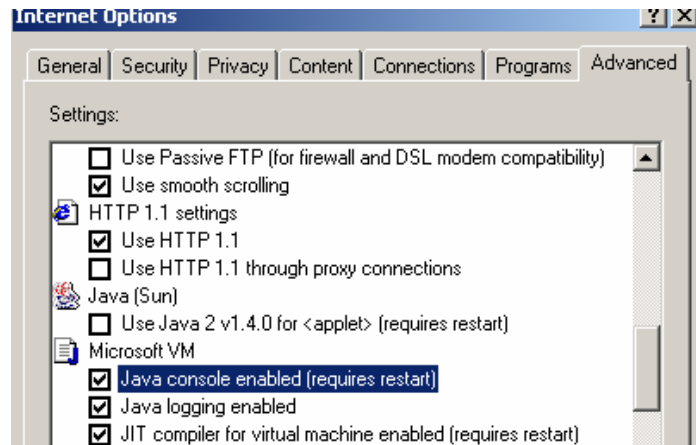 Internet Options
? X
General Security Privacy Content Connections Programs Advanced
Settings:
Use Passive FTP (for firewall and DSL modem compatibility)
Use smooth scrolling
HTTP 1.1 settings
Use HTTP 1.1
Use HTTP 1.1 through proxy connections
Java (Sun)
Use Java 2 v1.4.0 for <applet> (requires restart)
Microsoft VM
Java console enabled (requires restart)
Java logging enabled
JIT compiler for virtual machine enabled (requires restart)